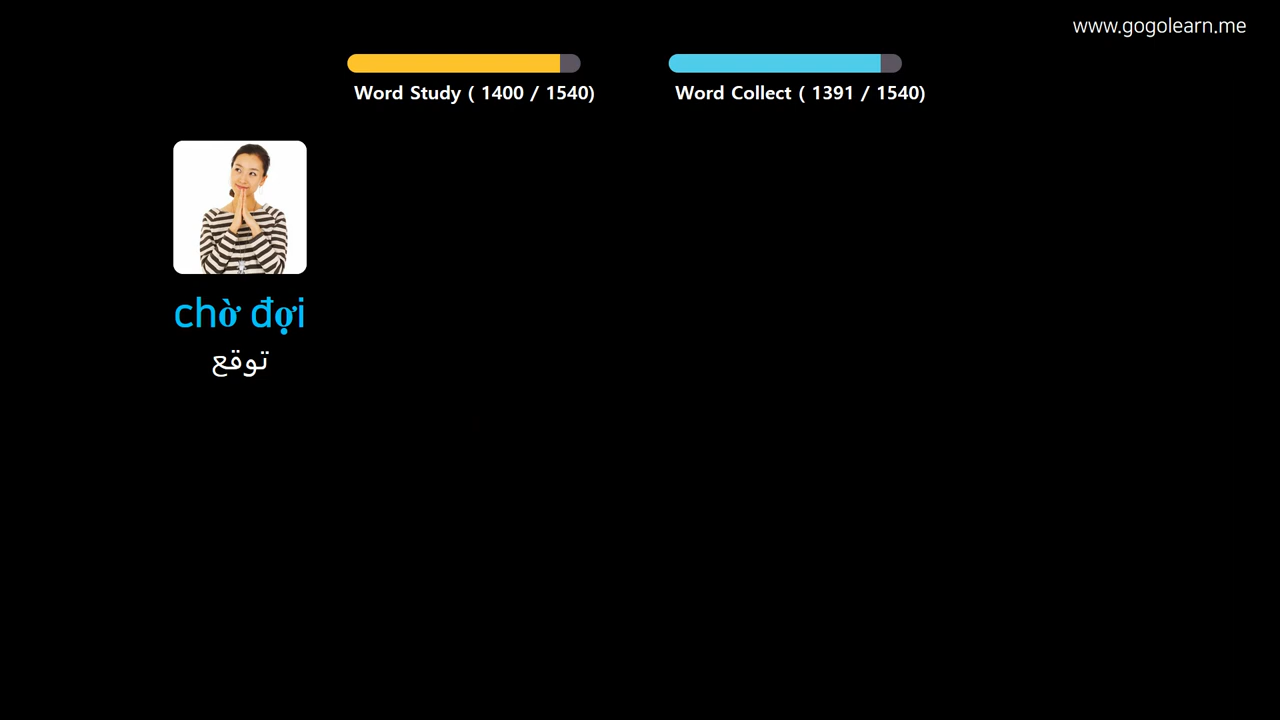 www.gogolearn.me
Word Study ( 1400 / 1540)
Word Collect ( 1391 / 1540)
chờ đợi
توقع